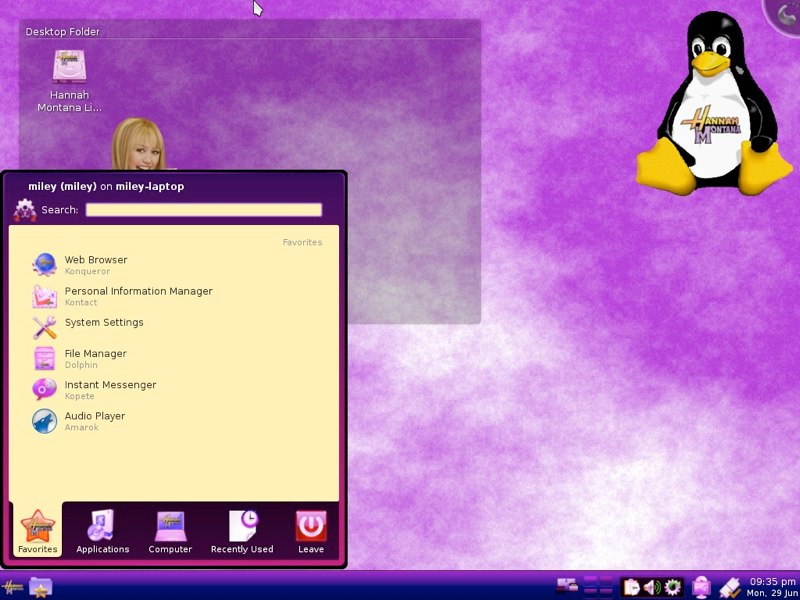 Desktop Folder
Hannah
Montana Li...
HANNAH
MONTANA
miley (miley) on miley-laptop
Search:
Favorites
Web Browser
Konqueror
Personal Information Manager
Kontact
System Settings
File Manager
Dolphin
Instant Messenger
Kopete
Audio Player
Amarok
Favorites
Applications
Computer
Recently Used
Leave
09:35 pm
Mon, 29 Jun